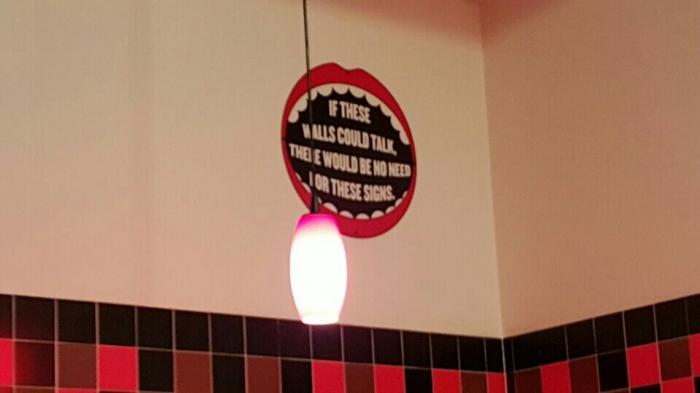 IF THESE
WALLS COULD TALK,
THERE WOULD BE NO NEED
FOR THESE SIGNS.